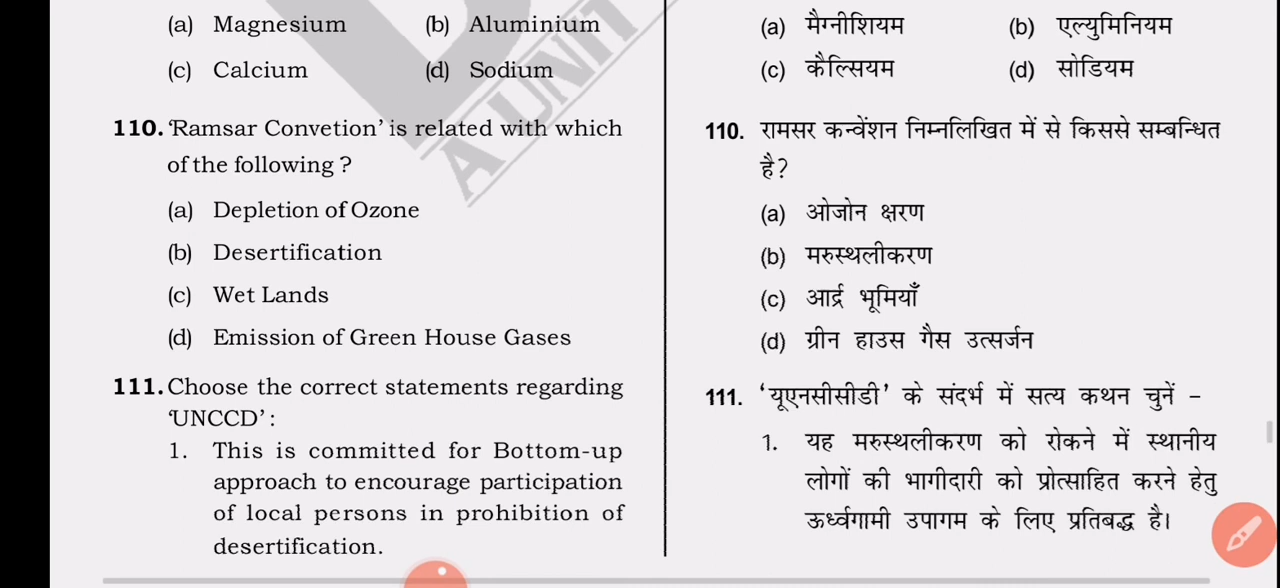 (a) Magnesium (b) Aluminium
(c) Calcium (d) Sodium
110. 'Ramsar Convetion' is related with which
of the following ?
(a) Depletion of Ozone
(b) Desertification
(c) Wet Lands
(d) Emission of Green House Gases
111. Choose the correct statements regarding
'UNCCD' :
1. This is committed for Bottom-up
approach to encourage participation
of local persons in prohibition of
desertification.
(a) मैग्नीशियम (b) एल्युमिनियम
(c) कैल्सियम (d) सोडियम
110. रामसर कन्वेंशन निम्नलिखित में से किससे सम्बन्धित
है?
(a) ओजोन क्षरण
(b) मरुस्थलीकरण
(c) आर्द्र भूमियाँ
(d) ग्रीन हाउस गैस उत्सर्जन
111. 'यूएनसीसीडी' के संदर्भ में सत्य कथन चुनें –
1. यह मरुस्थलीकरण को रोकने में स्थानीय
लोगों की भागीदारी को प्रोत्साहित करने हेतु
ऊर्ध्वगामी उपागम के लिए प्रतिबद्ध है।
A UNIT